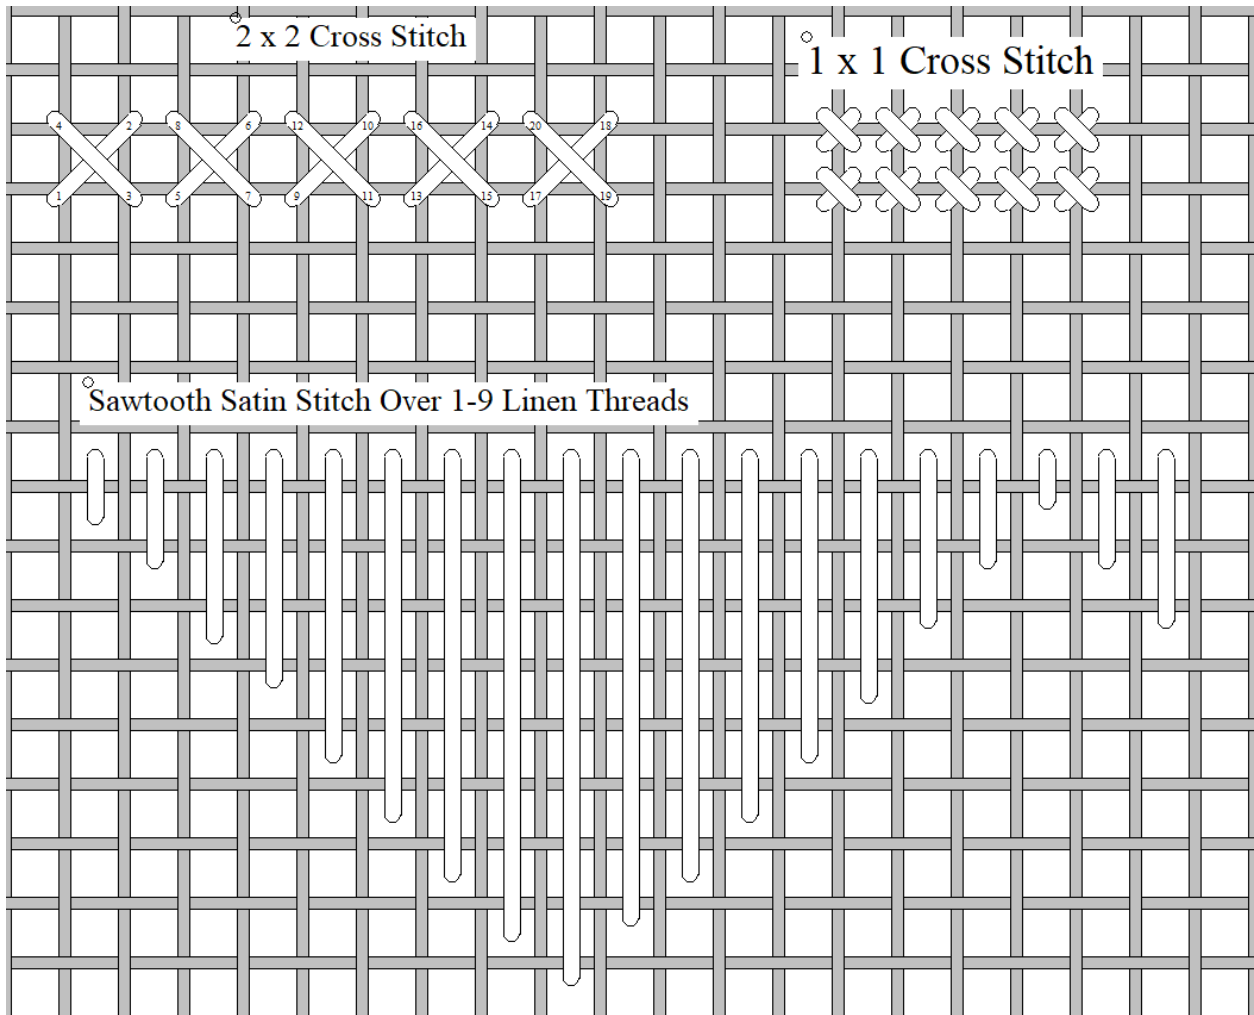 2 x 2 Cross Stitch
1 x 1 Cross Stitch
4 2 8 6 12 10 16 14 20 18
1 3 5 7 9 11 13 15 17 19
Sawtooth Satin Stitch Over 1-9 Linen Threads